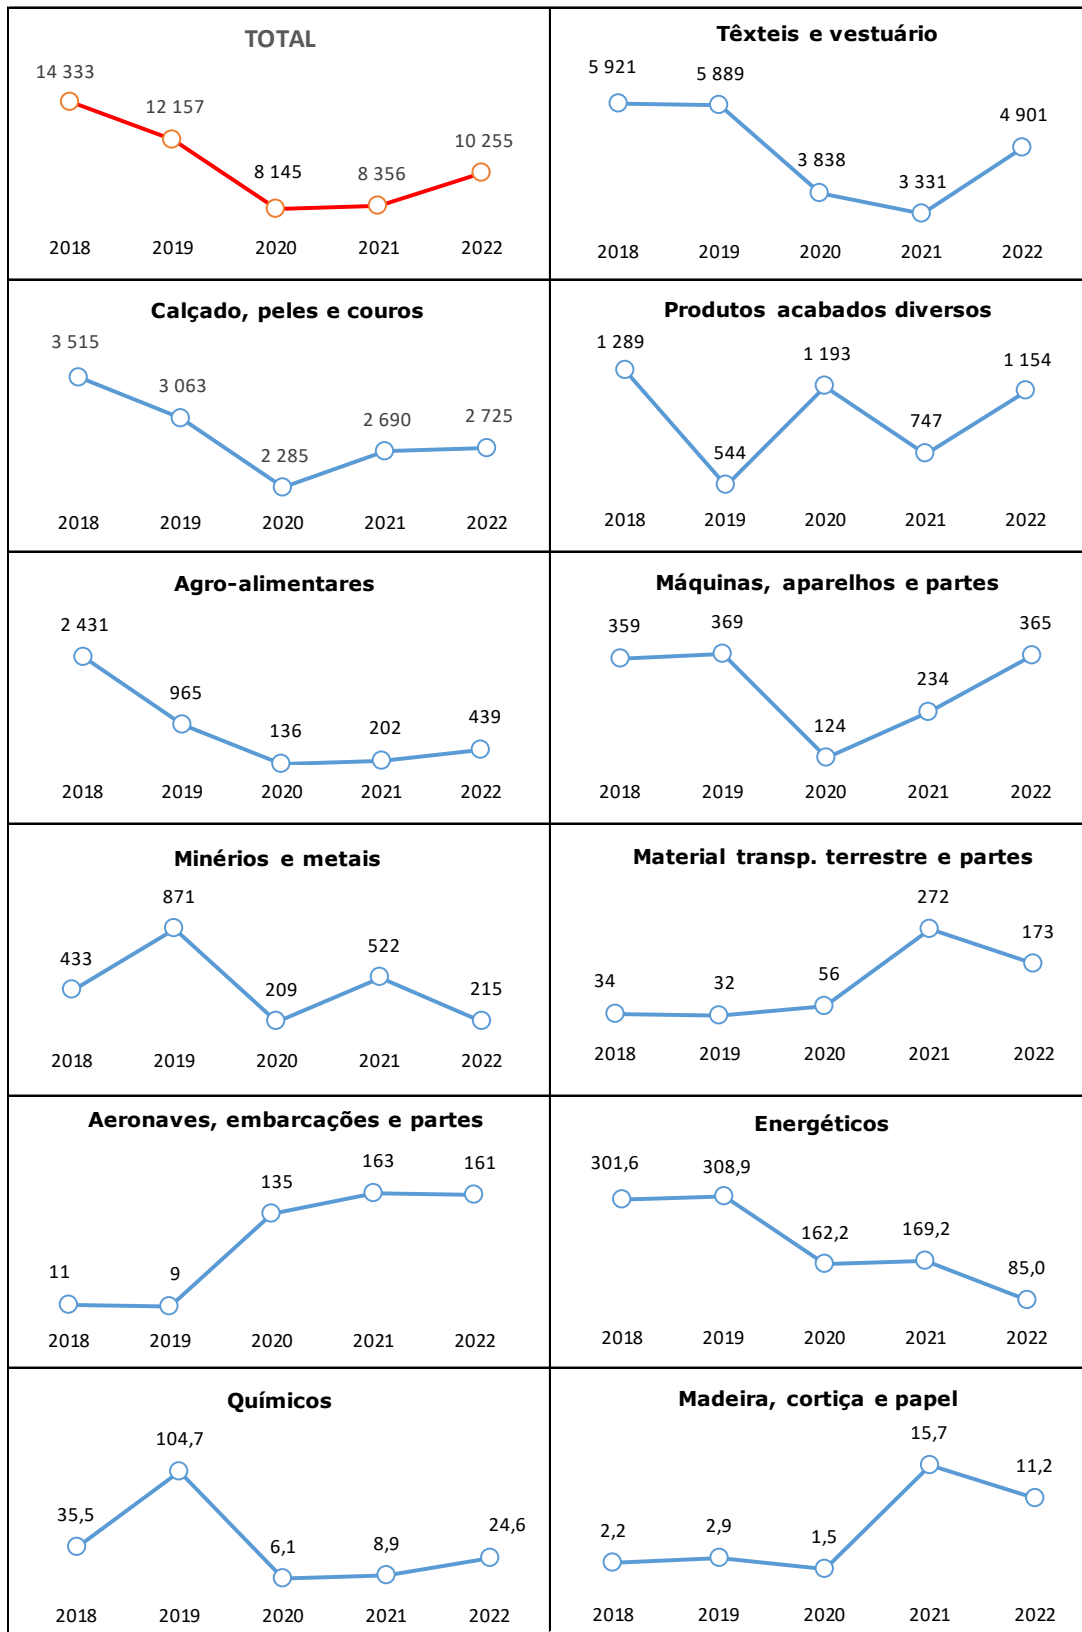 TOTAL
14 333
12 157
8 145
8 356
10 255
2018 2019 2020 2021 2022
Têxteis e vestuário
5 921
5 889
3 838
3 331
4 901
2018 2019 2020 2021 2022
Calçado, peles e couros
3 515
3 063
2 285
2 690
2 725
2018 2019 2020 2021 2022
Produtos acabados diversos
1 289
544
1 193
747
1 154
2018 2019 2020 2021 2022
Agro-alimentares
2 431
965
136
202
439
2018 2019 2020 2021 2022
Máquinas, aparelhos e partes
359
369
124
234
365
2018 2019 2020 2021 2022
Minérios e metais
433
871
209
522
215
2018 2019 2020 2021 2022
Material transp. terrestre e partes
34
32
56
272
173
2018 2019 2020 2021 2022
Aeronaves, embarcações e partes
11
9
135
163
161
2018 2019 2020 2021 2022
Energéticos
301,6
308,9
162,2
169,2
85,0
2018 2019 2020 2021 2022
Químicos
35,5
104,7
6,1
8,9
24,6
2018 2019 2020 2021 2022
Madeira, cortiça e papel
2,2
2,9
1,5
15,7
11,2
2018 2019 2020 2021 2022